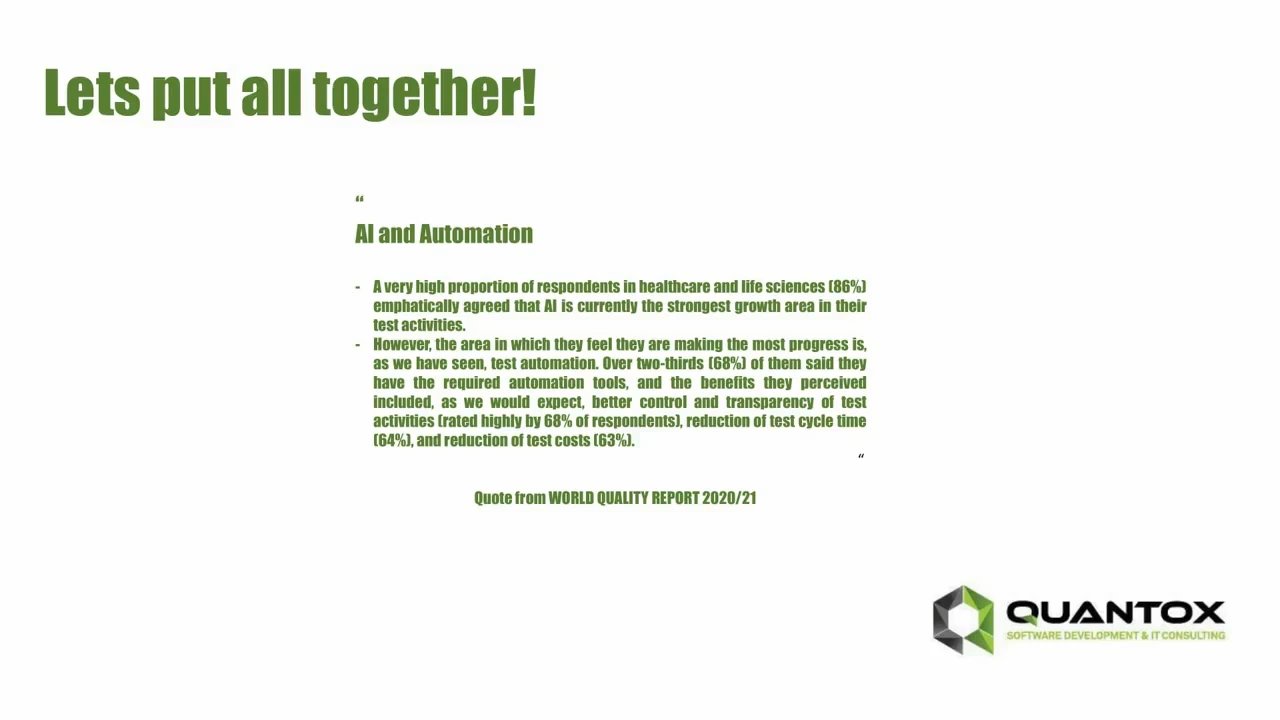 Lets put all together!
“
AI and Automation
- A very high proportion of respondents in healthcare and life sciences (86%)
emphatically agreed that AI is currently the strongest growth area in their
test activities.
- However, the area in which they feel they are making the most progress is,
as we have seen, test automation. Over two-thirds (68%) of them said they
have the required automation tools, and the benefits they perceived
included, as we would expect, better control and transparency of test
activities (rated highly by 68% of respondents), reduction of test cycle time
(64%), and reduction of test costs (63%).
“
Quote from WORLD QUALITY REPORT 2020/21
QUANTOX
SOFTWARE DEVELOPMENT & IT CONSULTING